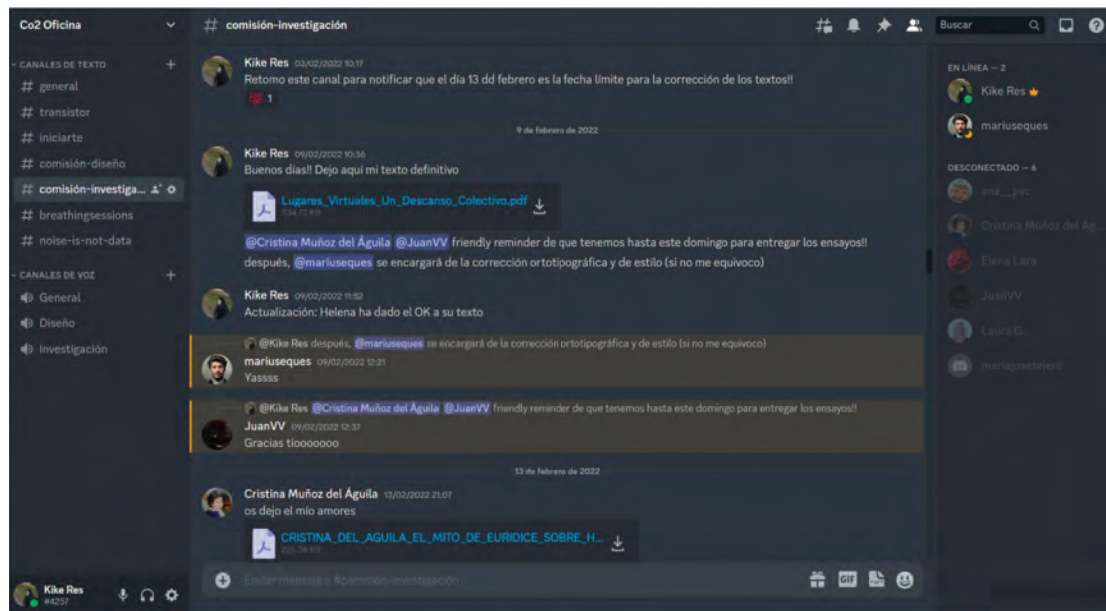 Co2 Oficina
CANALES DE TEXTO
# general
# transistor
# iniciarte
# comisión-diseño
# comisión-investiga...
# breathingsessions
# noise-is-not-data
CANALES DE VOZ
General
Diseño
Investigación
Kike Res
#4257
# comisión-investigación
Buscar
Kike Res 03/02/2022 10:17
Retomo este canal para notificar que el día 13 dd febrero es la fecha límite para la corrección de los textos!!
1
9 de febrero de 2022
Kike Res 09/02/2022 10:36
Buenos días!! Dejo aquí mi texto definitivo
Lugares_Virtuales_Un_Descanso_Colectivo.pdf
@Cristina Muñoz del Águila @JuanVV friendly reminder de que tenemos hasta este domingo para entregar los ensayos!!
después, @mariuseques se encargará de la corrección ortotipográfica y de estilo (si no me equivoco)
Kike Res 09/02/2022 11:52
Actualización: Helena ha dado el OK a su texto
@Kike Res después, @mariuseques se encargará de la corrección ortotipográfica y de estilo (si no me equivoco)
mariuseques 09/02/2022 12:21
Yassss
@Kike Res @Cristina Muñoz del Águila @JuanVV friendly reminder de que tenemos hasta este domingo para entregar los ensayos!!
JuanVV 09/02/2022 12:37
Gracias tíooooooo
13 de febrero de 2022
Cristina Muñoz del Águila 13/02/2022 21:07
os dejo el mío amores
CRISTINA_DEL_AGUILA_EL_MITO_DE_EURIDICE_SOBRE_H...
Enviar mensaje a #comisión-investigación
GIF
EN LÍNEA — 2
Kike Res
mariuseques
DESCONECTADO — 6
ana__pvc
Cristina Muñoz del Ág...
Elena Lara
JuanVV
Laura G.
mariajosetejero